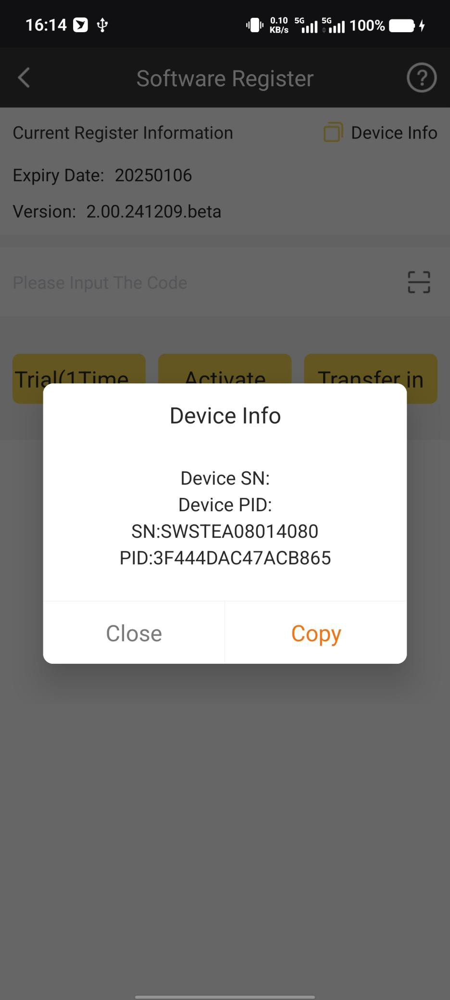 16:14
0.10 KB/s 5G 5G 100%
Software Register
Current Register Information
Device Info
Expiry Date: 20250106
Version: 2.00.241209.beta
Please Input The Code
Trial(1Time
Activate
Transfer in
Device Info
Device SN:
Device PID:
SN:SWSTEA08014080
PID:3F444DAC47ACB865
Close
Copy